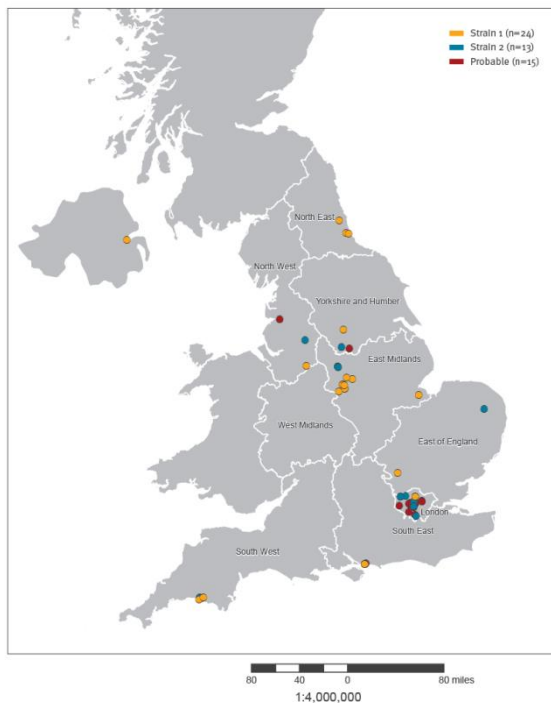 Strain 1 (n=24)
Strain 2 (n=13)
Probable (n=15)
North East
North West
Yorkshire and Humber
East Midlands
West Midlands
East of England
London
South East
South West
80 40 0 80 miles
1:4,000,000